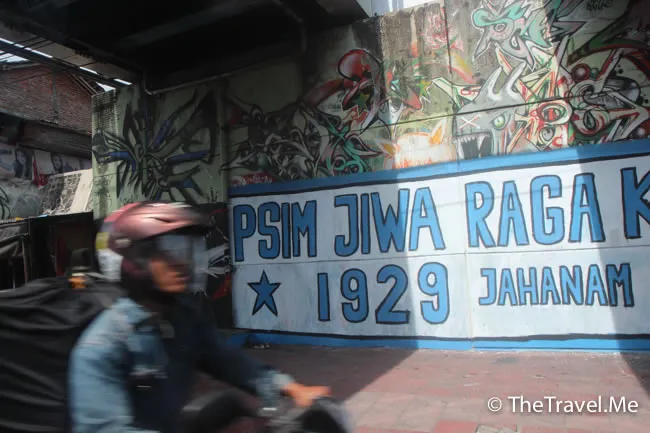 PSIM JIWA RAGA K
★ 1929 JAHANAM
© TheTravel.Me